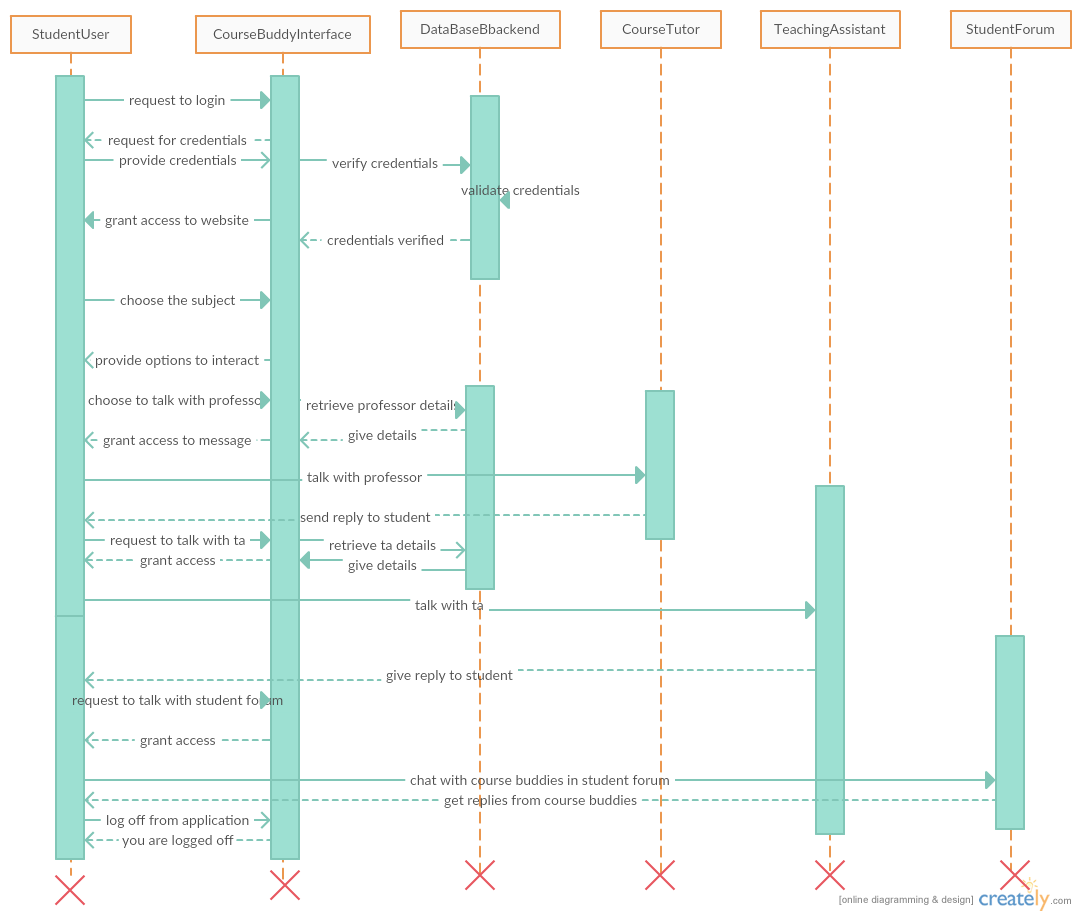 StudentUser
CourseBuddyInterface
DataBaseBbackend
CourseTutor
TeachingAssistant
StudentForum
request to login
request for credentials
provide credentials
verify credentials
validate credentials
grant access to website
credentials verified
choose the subject
provide options to interact
choose to talk with professo
retrieve professor details
give details
grant access to message
talk with professor
send reply to student
request to talk with ta
retrieve ta details
grant access
give details
talk with ta
give reply to student
request to talk with student forum
grant access
chat with course buddies in student forum
get replies from course buddies
log off from application
you are logged off
[online diagramming & design] creately.com